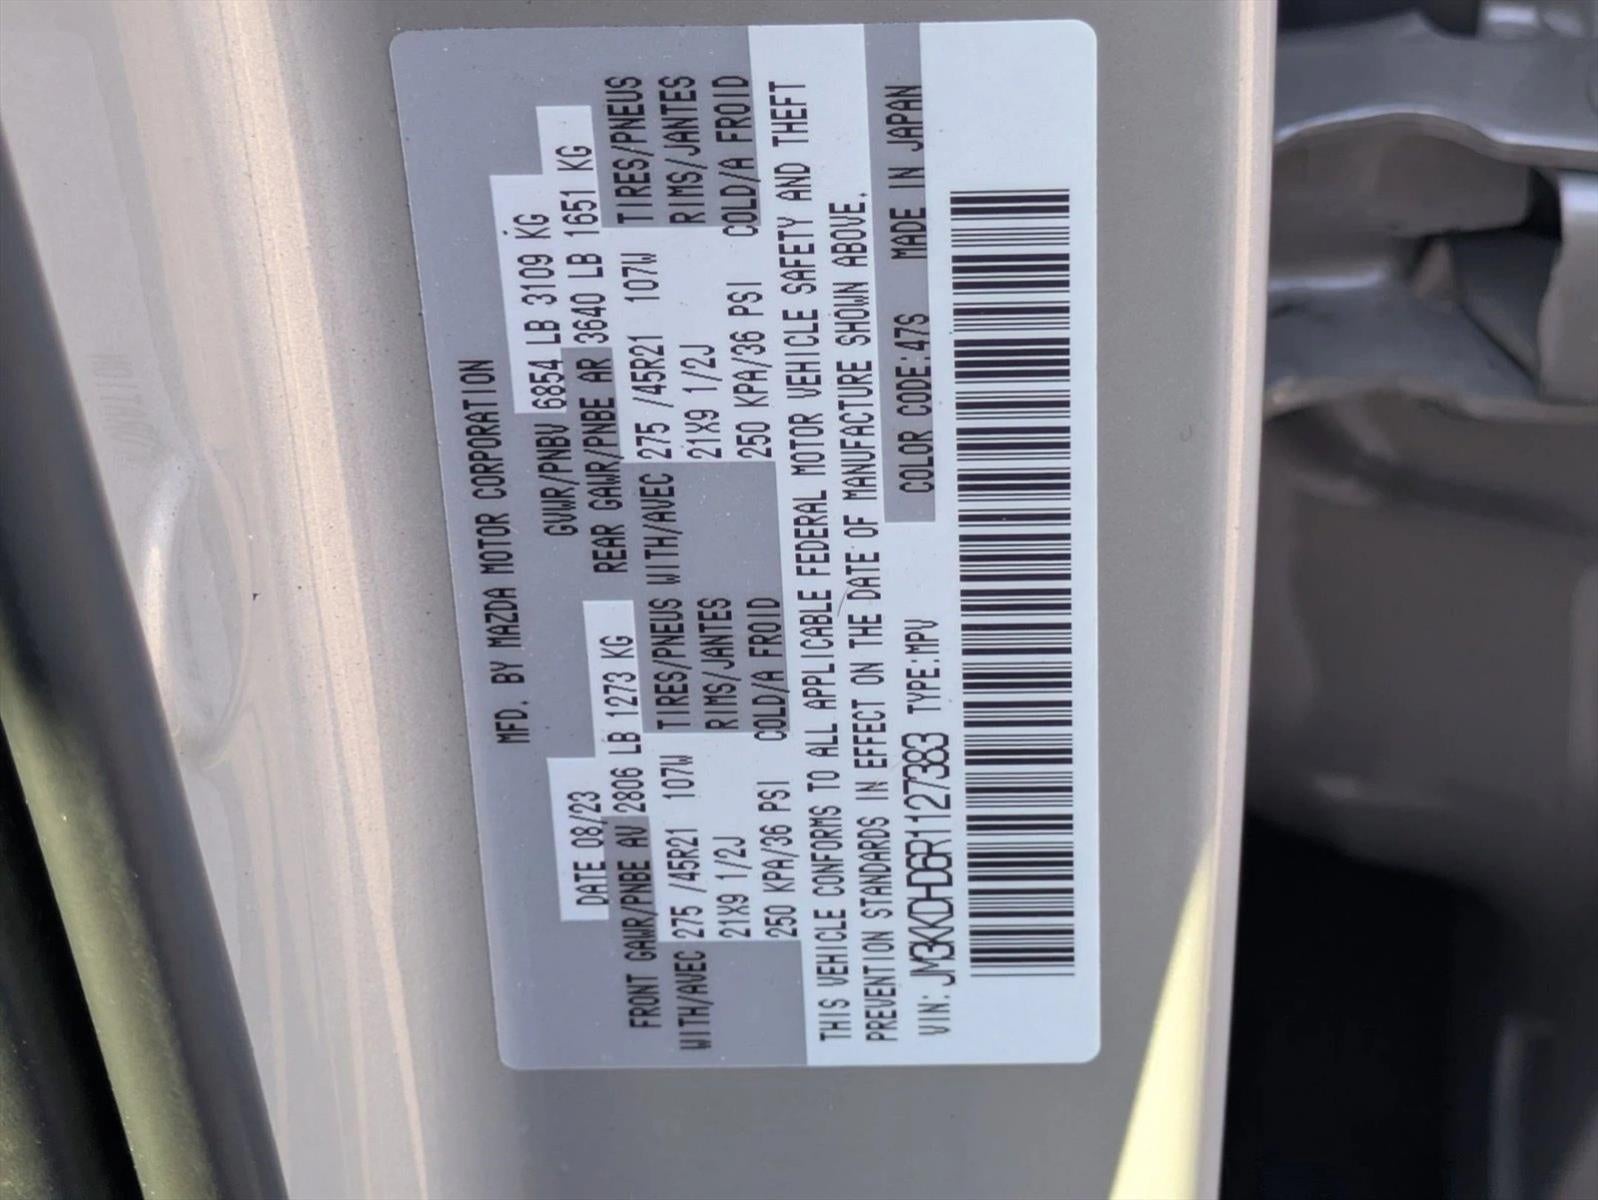 MFD. BY MAZDA MOTOR CORPORATION
DATE 08/23 GVWR/PNBV 6854 LB 3109 KG
FRONT GAWR/PNBE AV 2806 LB 1273 KG REAR GAWR/PNBE AR 3640 LB 1651 KG
WITH/AVEC 275 /45R21 107W TIRES/PNEUS WITH/AVEC 275 /45R21 107W TIRES/PNEUS
21X9 1/2J RIMS/JANTES 21X9 1/2J RIMS/JANTES
250 KPA/36 PSI COLD/A FROID 250 KPA/36 PSI COLD/A FROID
THIS VEHICLE CONFORMS TO ALL APPLICABLE FEDERAL MOTOR VEHICLE SAFETY AND THEFT
PREVENTION STANDARDS IN EFFECT ON THE DATE OF MANUFACTURE SHOWN ABOVE.
VIN: JM3KKDHD6R1127383 TYPE:MPV COLOR CODE:47S MADE IN JAPAN